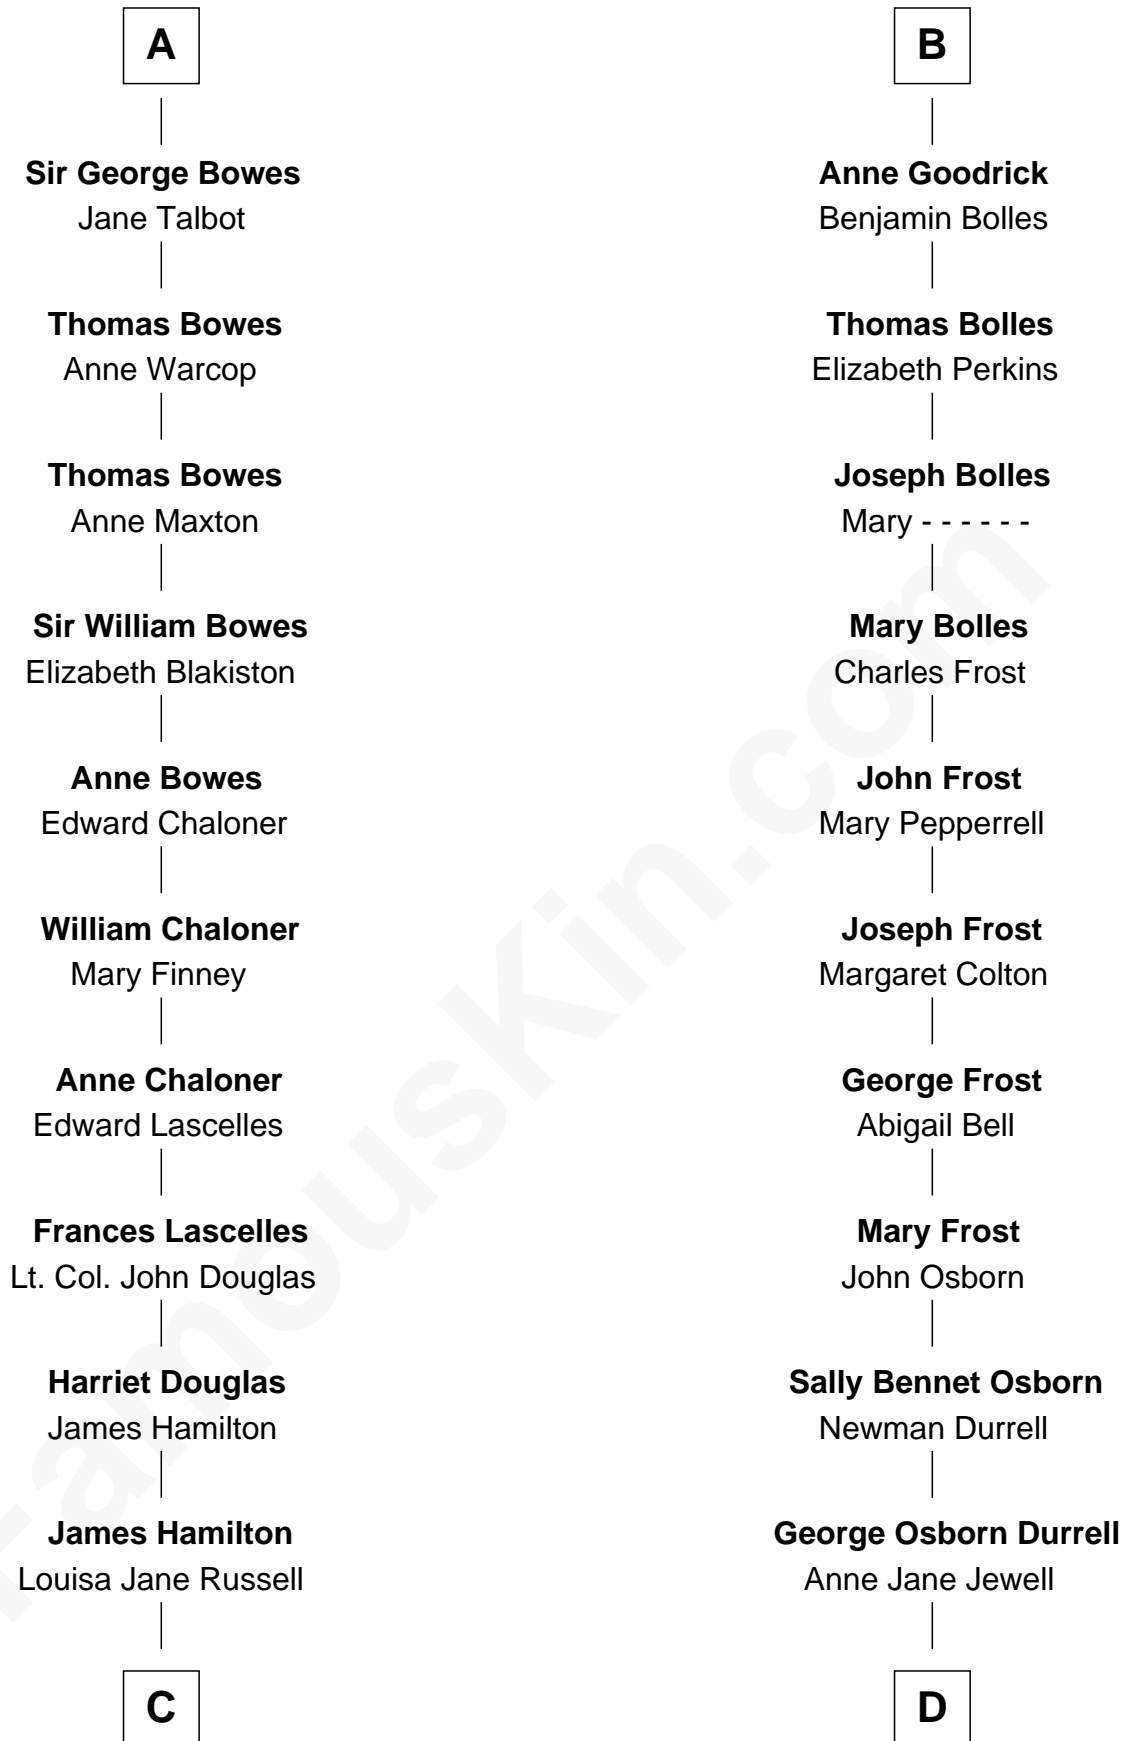 A
Sir George Bowes
Jane Talbot
Thomas Bowes
Anne Warcop
Thomas Bowes
Anne Maxton
Sir William Bowes
Elizabeth Blakiston
Anne Bowes
Edward Chaloner
William Chaloner
Mary Finney
Anne Chaloner
Edward Lascelles
Frances Lascelles
Lt. Col. John Douglas
Harriet Douglas
James Hamilton
James Hamilton
Louisa Jane Russell
C
B
Anne Goodrick
Benjamin Bolles
Thomas Bolles
Elizabeth Perkins
Joseph Bolles
Mary - - - - - -
Mary Bolles
Charles Frost
John Frost
Mary Pepperrell
Joseph Frost
Margaret Colton
George Frost
Abigail Bell
Mary Frost
John Osborn
Sally Bennet Osborn
Newman Durrell
George Osborn Durrell
Anne Jane Jewell
D
FamousKin.com